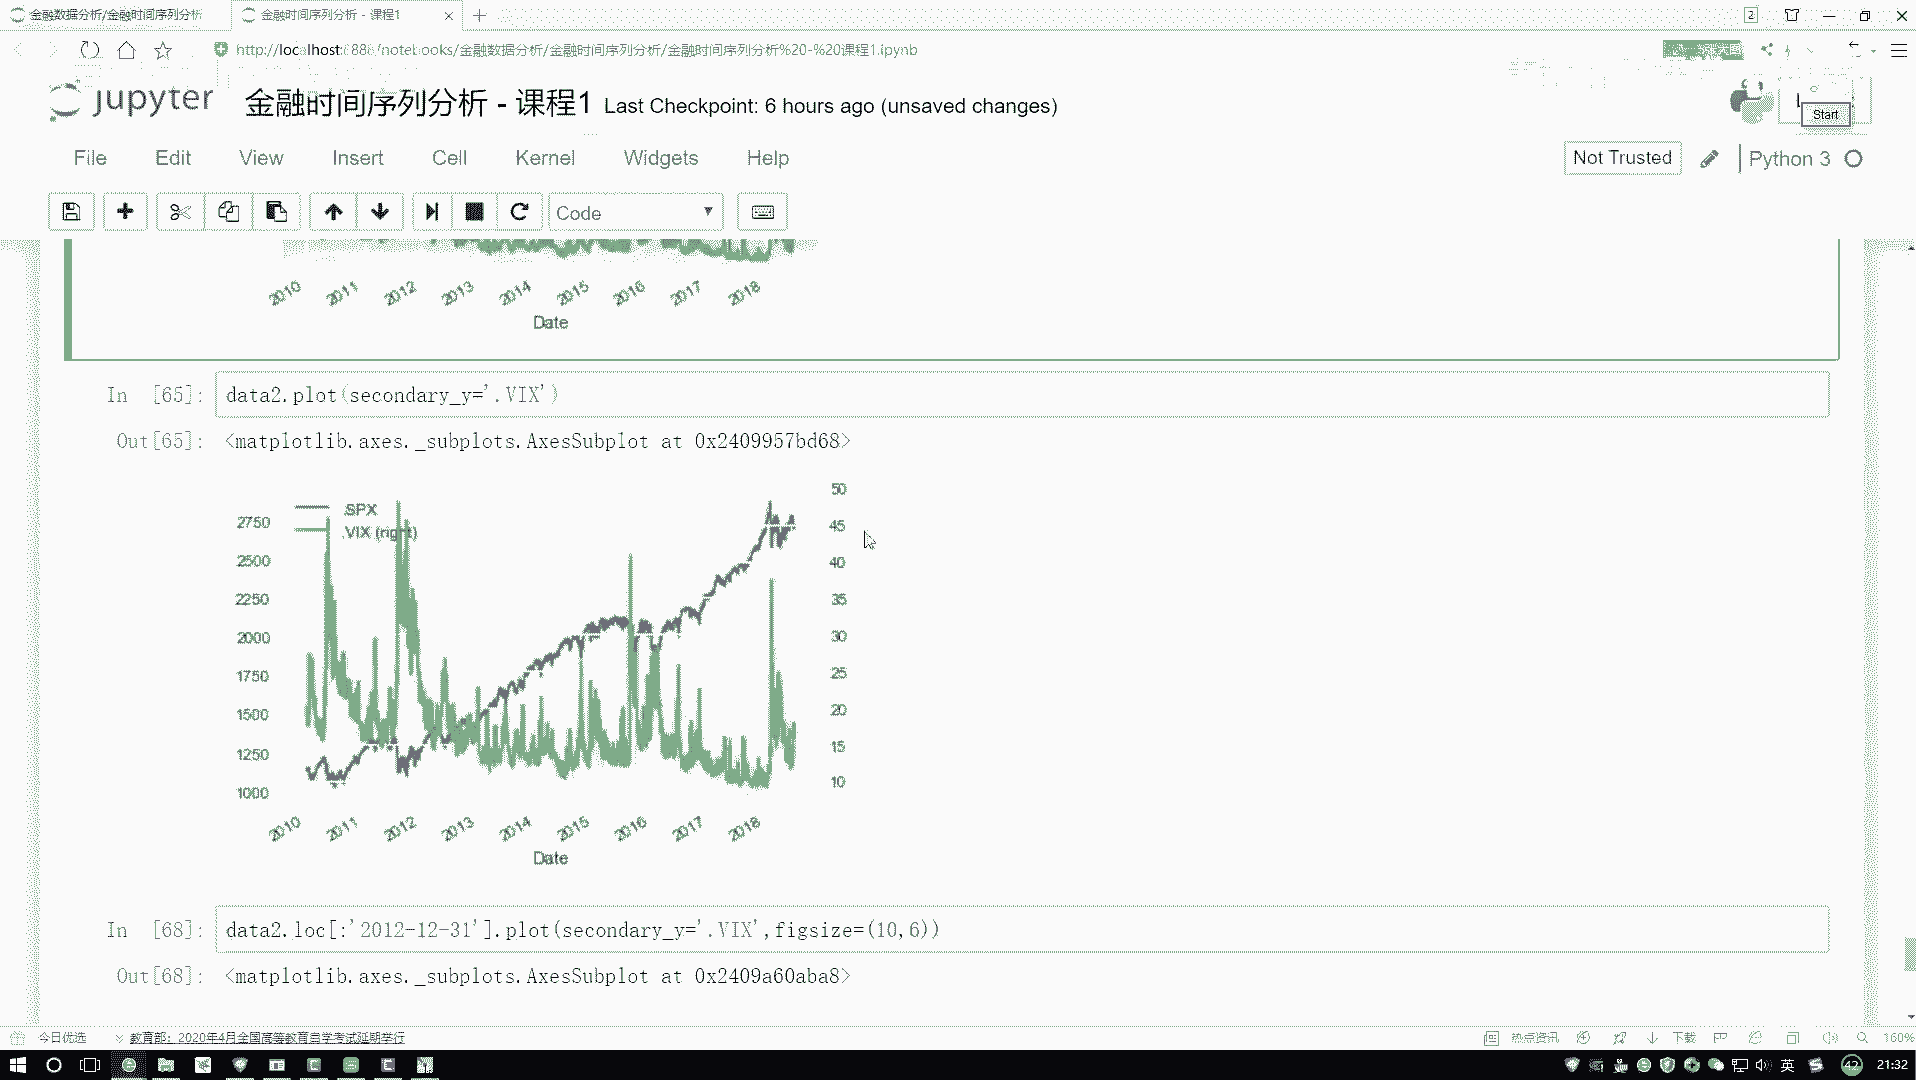 金融数据分析/金融时间序列分析
金融时间序列分析 - 课程1
2
http://localhost:888/notebooks/金融数据分析/金融时间序列分析/金融时间序列分析%20-%20课程1.ipynb
jupyter 金融时间序列分析 - 课程1 Last Checkpoint: 6 hours ago (unsaved changes)
Start
File Edit View Insert Cell Kernel Widgets Help
Not Trusted
Python 3
Code
2010 2011 2012 2013 2014 2015 2016 2017 2018
Date
In [65]: data2.plot(secondary_y='.VIX')
Out[65]: <matplotlib.axes._subplots.AxesSubplot at 0x2409957bd68>
.SPX
.VIX (right)
2750
2500
2250
2000
1750
1500
1250
1000
50
45
40
35
30
25
20
15
10
2010 2011 2012 2013 2014 2015 2016 2017 2018
Date
In [68]: data2.loc[:'2012-12-31'].plot(secondary_y='.VIX',figsize=(10,6))
Out[68]: <matplotlib.axes._subplots.AxesSubplot at 0x2409a60aba8>
今日优选
教育部：2020年4月全国高等教育自学考试延期举行
热点资讯
下载
160%
英
42
21:32